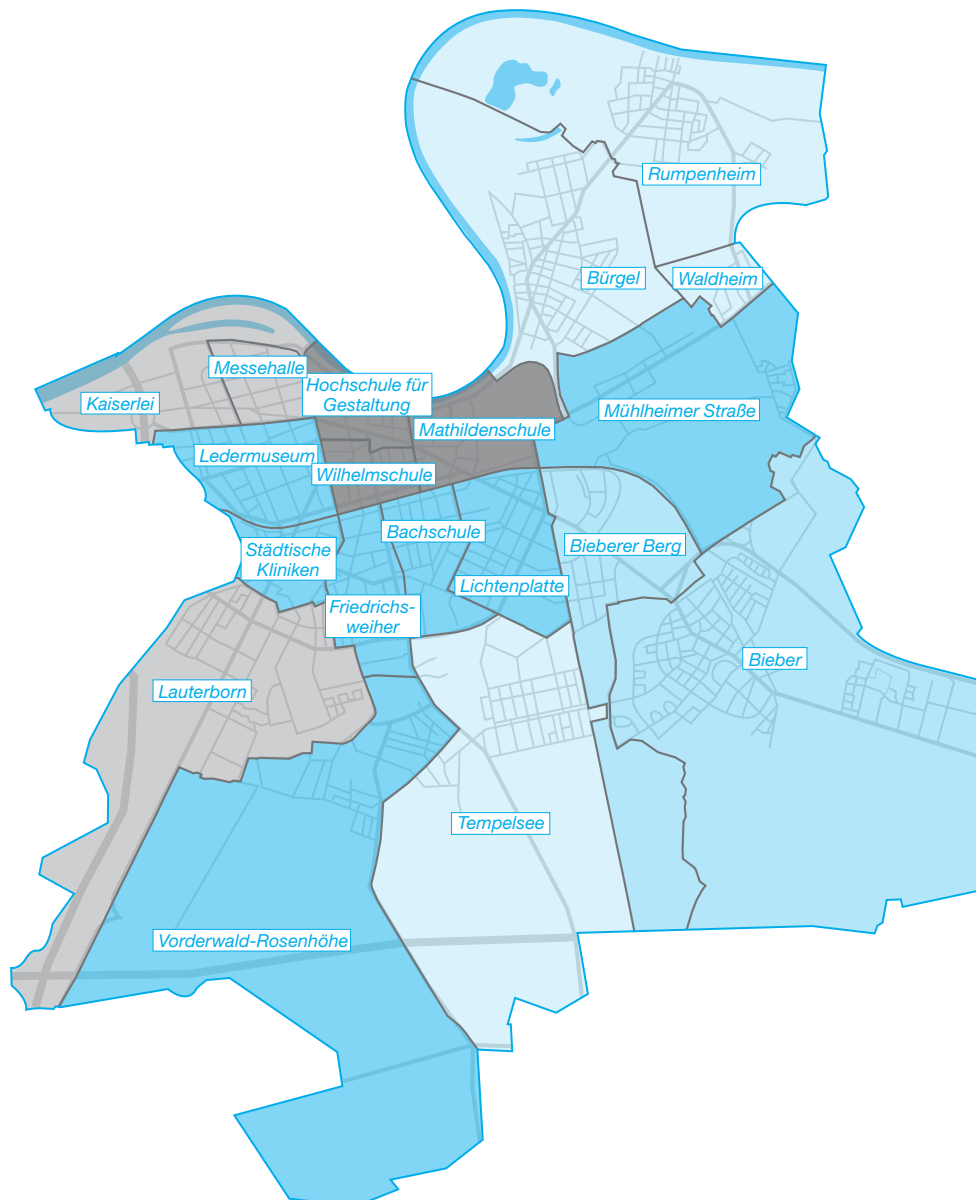 Rumpenheim
Bürgel
Waldheim
Messehalle
Hochschule für
Gestaltung
Kaiserlei
Mühlheimer Straße
Mathildenschule
Ledermuseum
Wilhelmschule
Bachschule
Bieberer Berg
Städtische
Kliniken
Lichtenplatte
Friedrichs-
weiher
Bieber
Lauterborn
Tempelsee
Vorderwald-Rosenhöhe